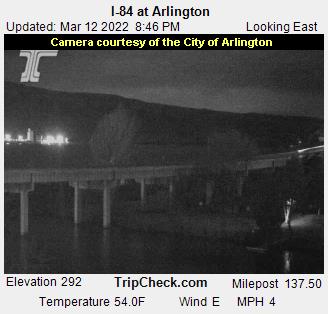 I-84 at Arlington
Updated: Mar 12 2022 8:46 PM Looking East
Camera courtesy of the City of Arlington
Elevation 292 TripCheck.com Milepost 137.50
Temperature 54.0F Wind E MPH 4